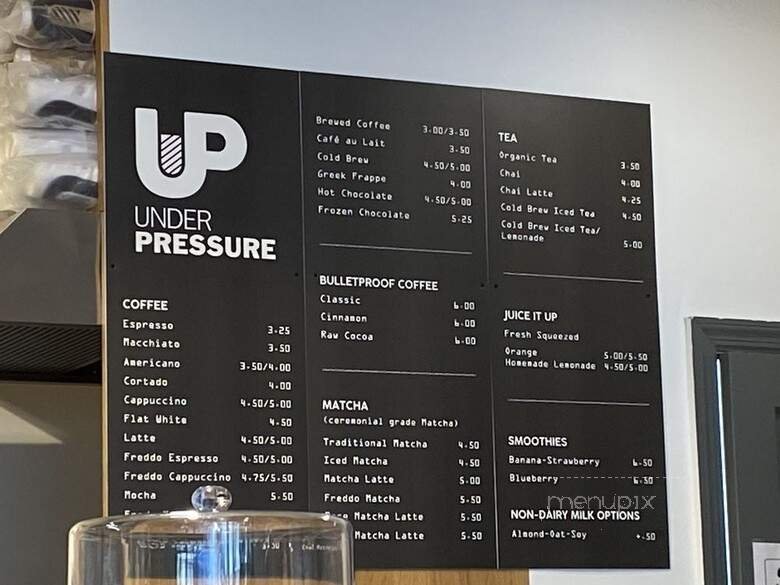 UP
UNDER
PRESSURE
COFFEE
Espresso 3.25
Macchiato 3.50
Americano 3.50/4.00
Cortado 4.00
Cappuccino 4.50/5.00
Flat White 4.50
Latte 4.50/5.00
Freddo Espresso 4.50/5.00
Freddo Cappuccino 4.75/5.50
Mocha 5.50
Brewed Coffee 3.00/3.50
Café au Lait 3.50
Cold Brew 4.50/5.00
Greek Frappe 4.00
Hot Chocolate 4.50/5.00
Frozen Chocolate 5.25
BULLETPROOF COFFEE
Classic 6.00
Cinnamon 6.00
Raw Cocoa 6.00
MATCHA
(ceremonial grade Matcha)
Traditional Matcha 4.50
Iced Matcha 4.50
Matcha Latte 5.00
Freddo Matcha 5.50
Matcha Latte 5.50
Matcha Latte 5.50
TEA
Organic Tea 3.50
Chai 4.00
Chai Latte 4.25
Cold Brew Iced Tea 4.50
Cold Brew Iced Tea/
Lemonade 5.00
JUICE IT UP
Fresh Squeezed
Orange 5.00/5.50
Homemade Lemonade 4.50/5.00
SMOOTHIES
Banana-Strawberry 6.50
Blueberry 6.50
menupix
NON-DAIRY MILK OPTIONS
Almond-Oat-Soy +.50